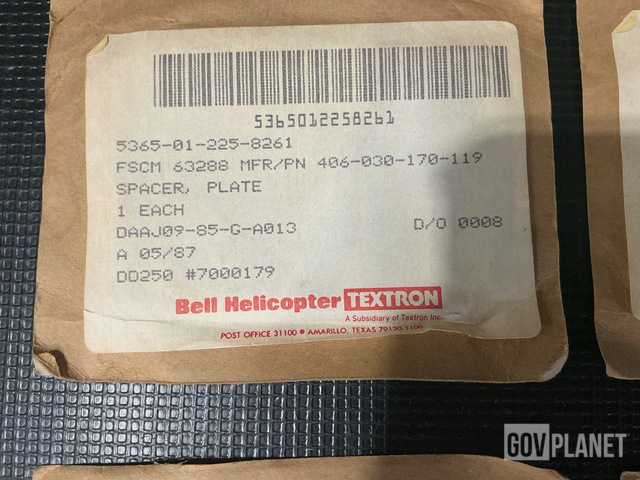 5365012258261
5365-01-225-8261
FSCM 63288 MFR/PN 406-030-170-119
SPACER, PLATE
1 EACH
DAAJ09-85-G-A013 D/O 0008
A 05/87
DD250 #7000179
Bell Helicopter TEXTRON
A Subsidiary of Textron Inc
POST OFFICE 31100 • AMARILLO, TEXAS 79120-1100
GOVPLANET